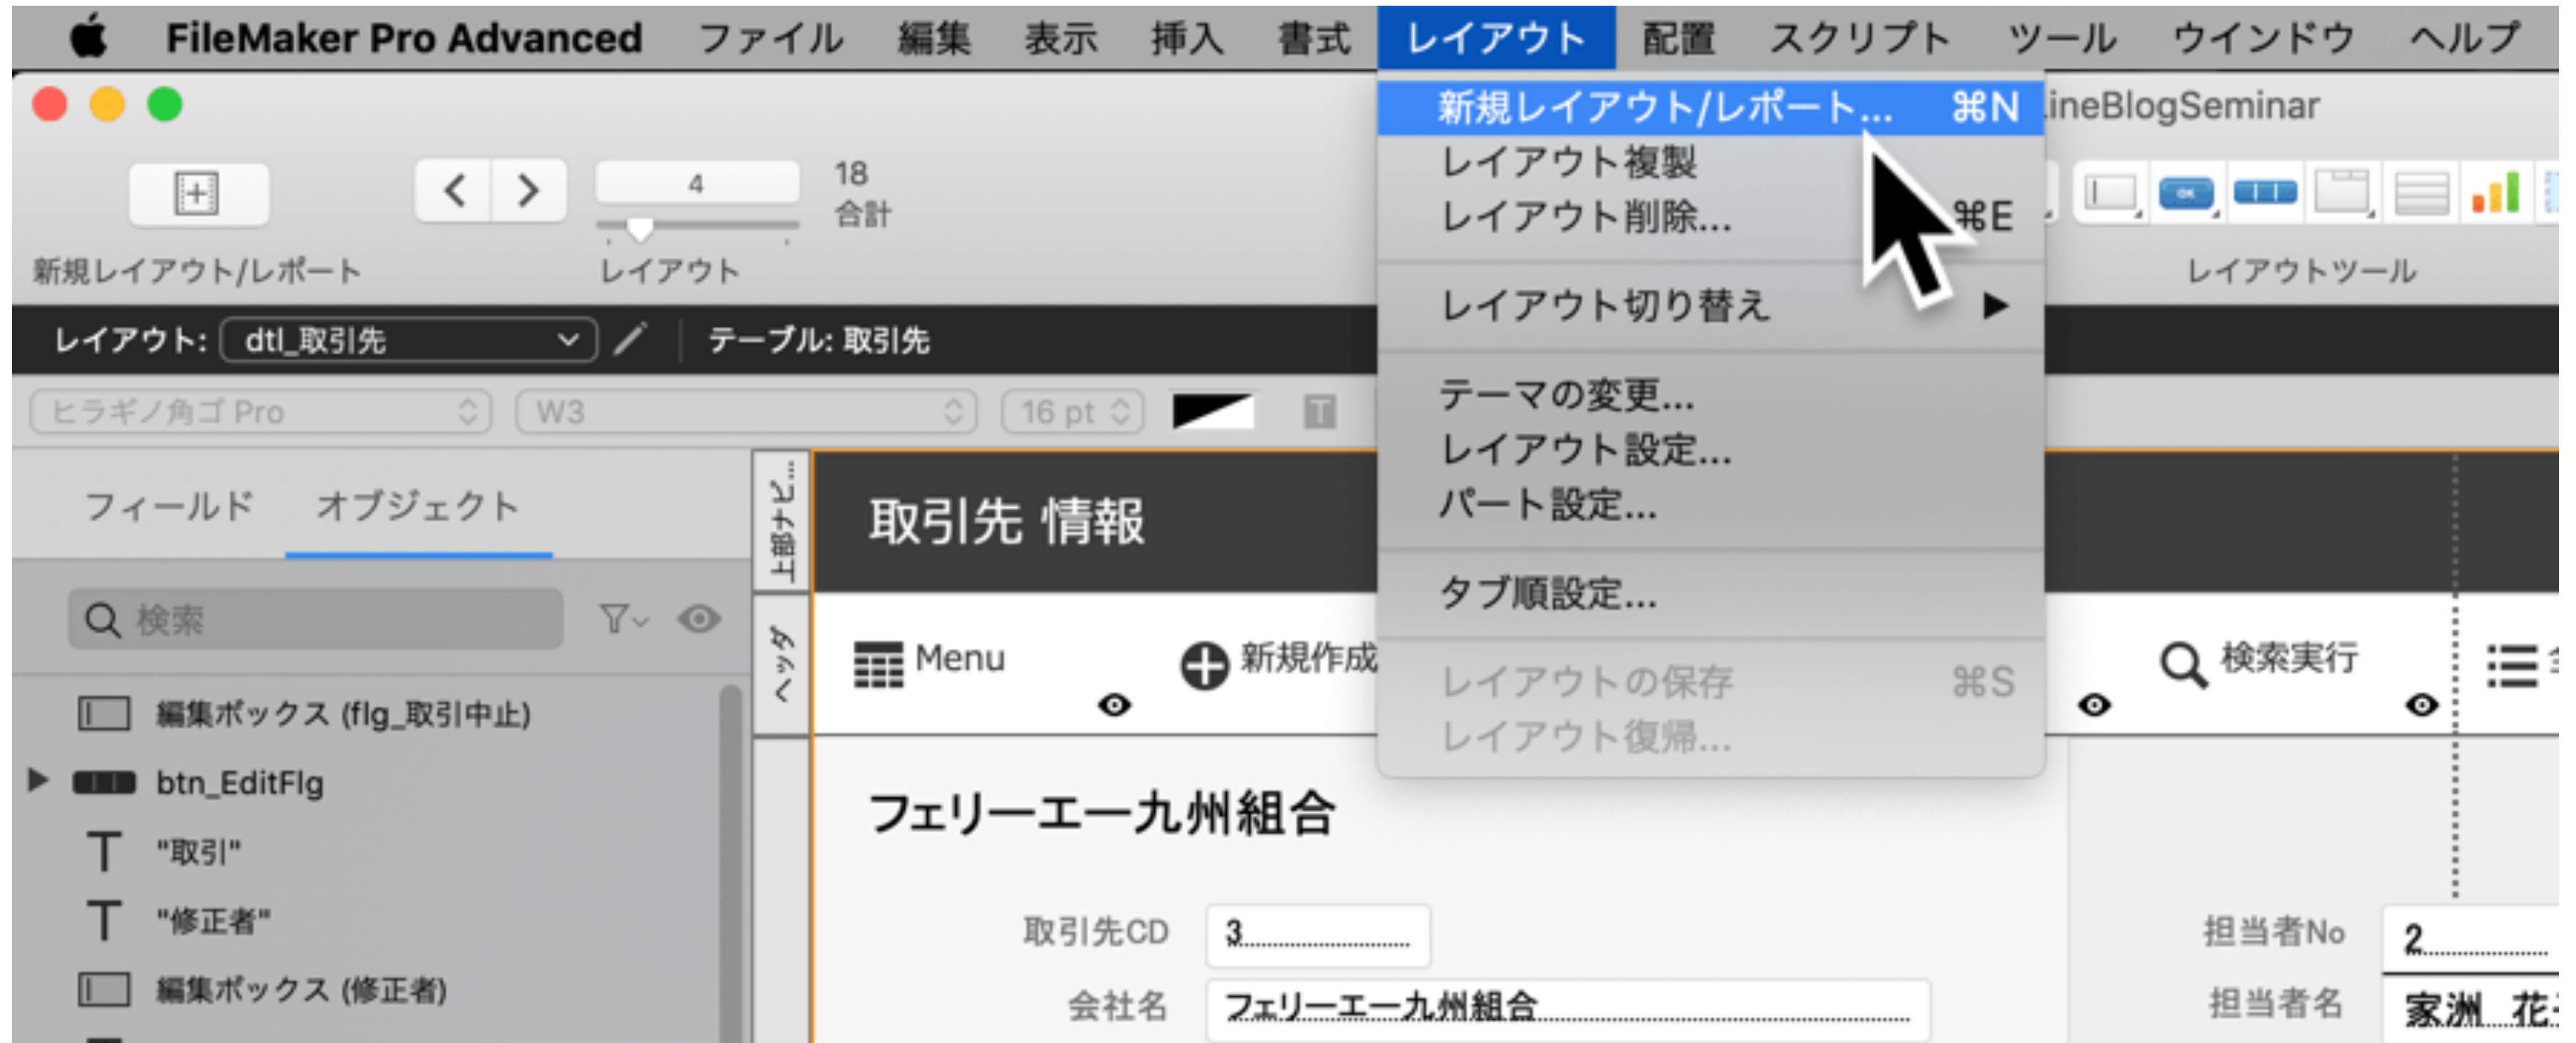 FileMaker Pro Advanced ファイル 編集 表示 挿入 書式 レイアウト 配置 スクリプト ツール ウインドウ ヘルプ
新規レイアウト/レポート... ⌘N
レイアウト複製
レイアウト削除... ⌘E
レイアウト切り替え
テーマの変更...
レイアウト設定...
パート設定...
タブ順設定...
レイアウトの保存 ⌘S
レイアウト復帰...
ineBlogSeminar
4
18
合計
新規レイアウト/レポート
レイアウト
レイアウトツール
レイアウト: dtl_取引先
テーブル: 取引先
ヒラギノ角ゴ Pro
W3
16 pt
フィールド オブジェクト
検索
編集ボックス (flg_取引中止)
btn_EditFlg
"取引"
"修正者"
編集ボックス (修正者)
上部ナビ...
ヘッダ
取引先 情報
Menu
新規作成
検索実行
フェリーエー九州組合
取引先CD 3
会社名 フェリーエー九州組合
担当者No 2
担当者名 家洲 花